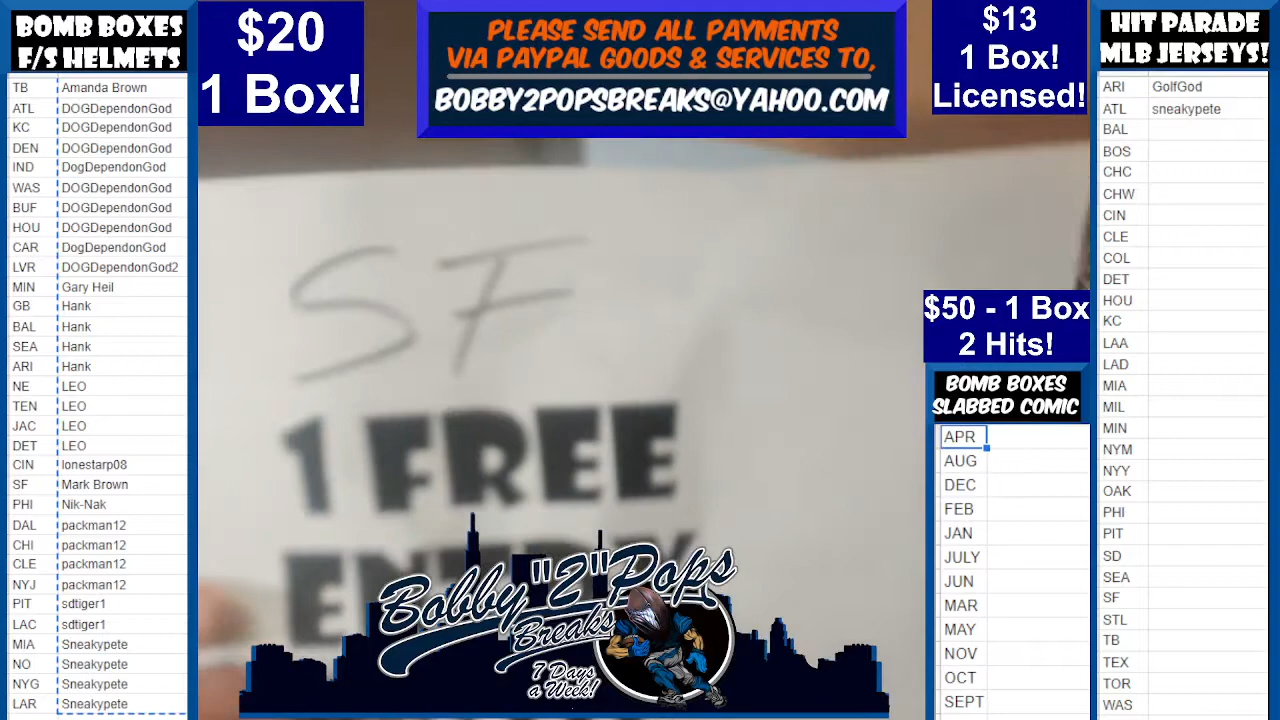 BOMB BOXES
F/S HELMETS
TB Amanda Brown
ATL DOGDependonGod
KC DOGDependonGod
DEN DOGDependonGod
IND DogDependonGod
WAS DOGDependonGod
BUF DOGDependonGod
HOU DOGDependonGod
CAR DogDependonGod
LVR DOGDependonGod2
MIN Gary Heil
GB Hank
BAL Hank
SEA Hank
ARI Hank
NE LEO
TEN LEO
JAC LEO
DET LEO
CIN lonestarp08
SF Mark Brown
PHI Nik-Nak
DAL packman12
CHI packman12
CLE packman12
NYJ packman12
PIT sdtiger1
LAC sdtiger1
MIA Sneakypete
NO Sneakypete
NYG Sneakypete
LAR Sneakypete
$20
1 Box!
PLEASE SEND ALL PAYMENTS
VIA PAYPAL GOODS & SERVICES TO,
BOBBY2POPSBREAKS@YAHOO.COM
SF
1 FREE
ENTRY
Bobby "2" Pops
Breaks
7 Days
a Week!
$13
1 Box!
Licensed!
$50 - 1 Box
2 Hits!
BOMB BOXES
SLABBED COMIC
APR
AUG
DEC
FEB
JAN
JULY
JUN
MAR
MAY
NOV
OCT
SEPT
HIT PARADE
MLB JERSEYS!
ARI GolfGod
ATL sneakypete
BAL
BOS
CHC
CHW
CIN
CLE
COL
DET
HOU
KC
LAA
LAD
MIA
MIL
MIN
NYM
NYY
OAK
PHI
PIT
SD
SEA
SF
STL
TB
TEX
TOR
WAS